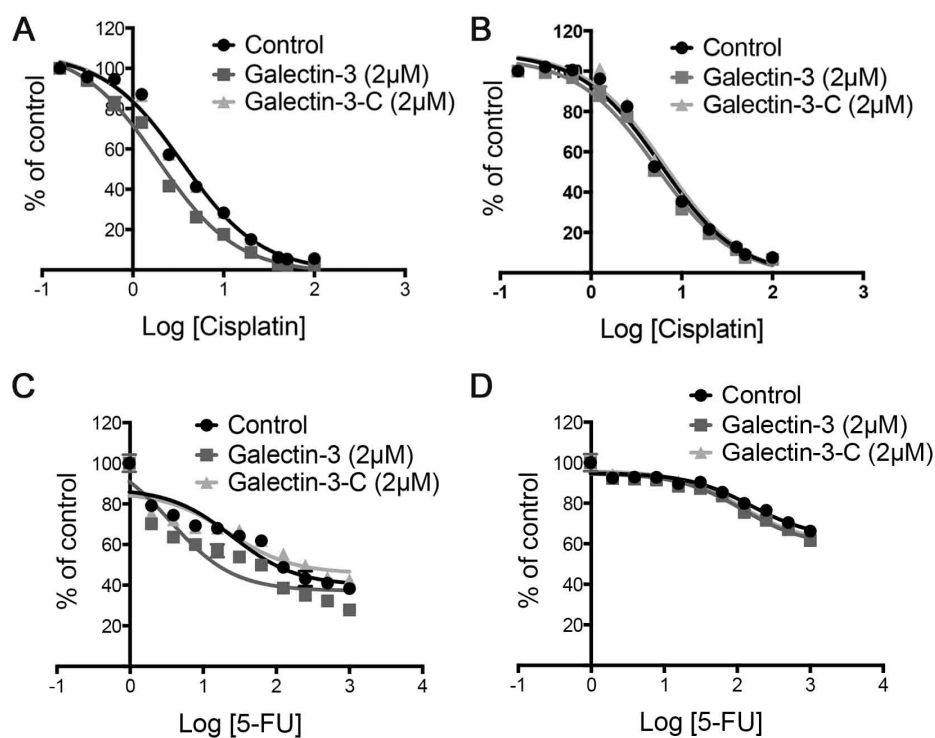 A
Control
Galectin-3 (2µM)
Galectin-3-C (2µM)
% of control
120
100
80
60
40
20
-1
0
1
2
3
Log [Cisplatin]
B
Control
Galectin-3 (2µM)
Galectin-3-C (2µM)
% of control
120
100
80
60
40
20
-1
0
1
2
3
Log [Cisplatin]
C
Control
Galectin-3 (2µM)
Galectin-3-C (2µM)
% of control
120
100
80
60
40
20
-1
0
1
2
3
4
Log [5-FU]
D
Control
Galectin-3 (2µM)
Galectin-3-C (2µM)
% of control
120
100
80
60
40
20
-1
0
1
2
3
4
Log [5-FU]